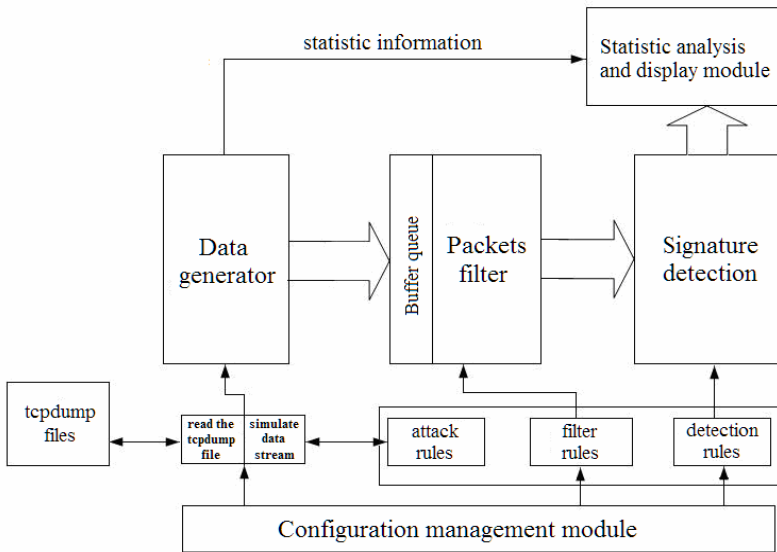 statistic information
Statistic analysis
and display module
Data
generator
Buffer queue
Packets
filter
Signature
detection
tcpdump
files
read the
tcpdump
file
simulate
data
stream
attack
rules
filter
rules
detection
rules
Configuration management module